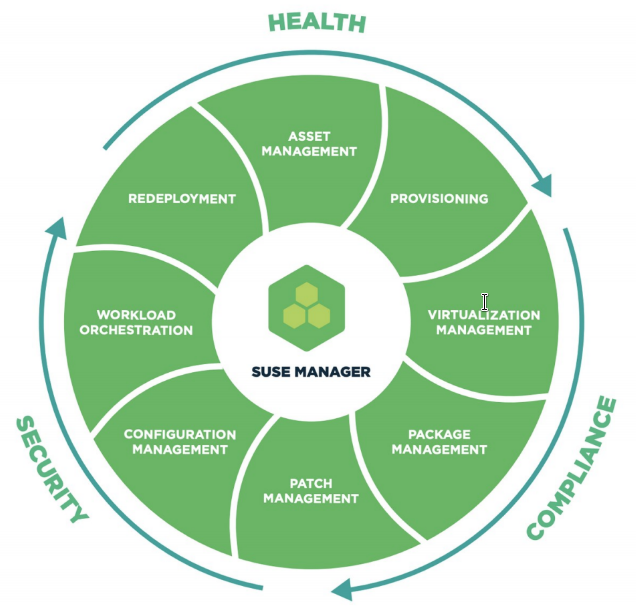 HEALTH
ASSET
MANAGEMENT
REDEPLOYMENT
PROVISIONING
WORKLOAD
ORCHESTRATION
VIRTUALIZATION
MANAGEMENT
SUSE MANAGER
CONFIGURATION
MANAGEMENT
PACKAGE
MANAGEMENT
PATCH
MANAGEMENT
SECURITY
COMPLIANCE